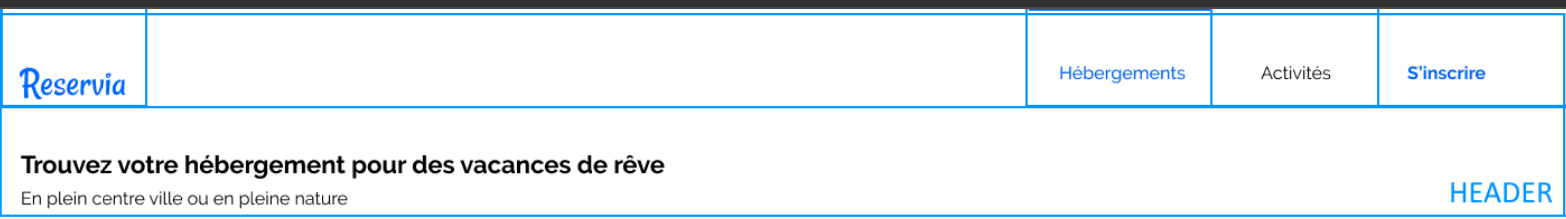 Reservia
Hébergements
Activités
S'inscrire
Trouvez votre hébergement pour des vacances de rêve
En plein centre ville ou en pleine nature
HEADER